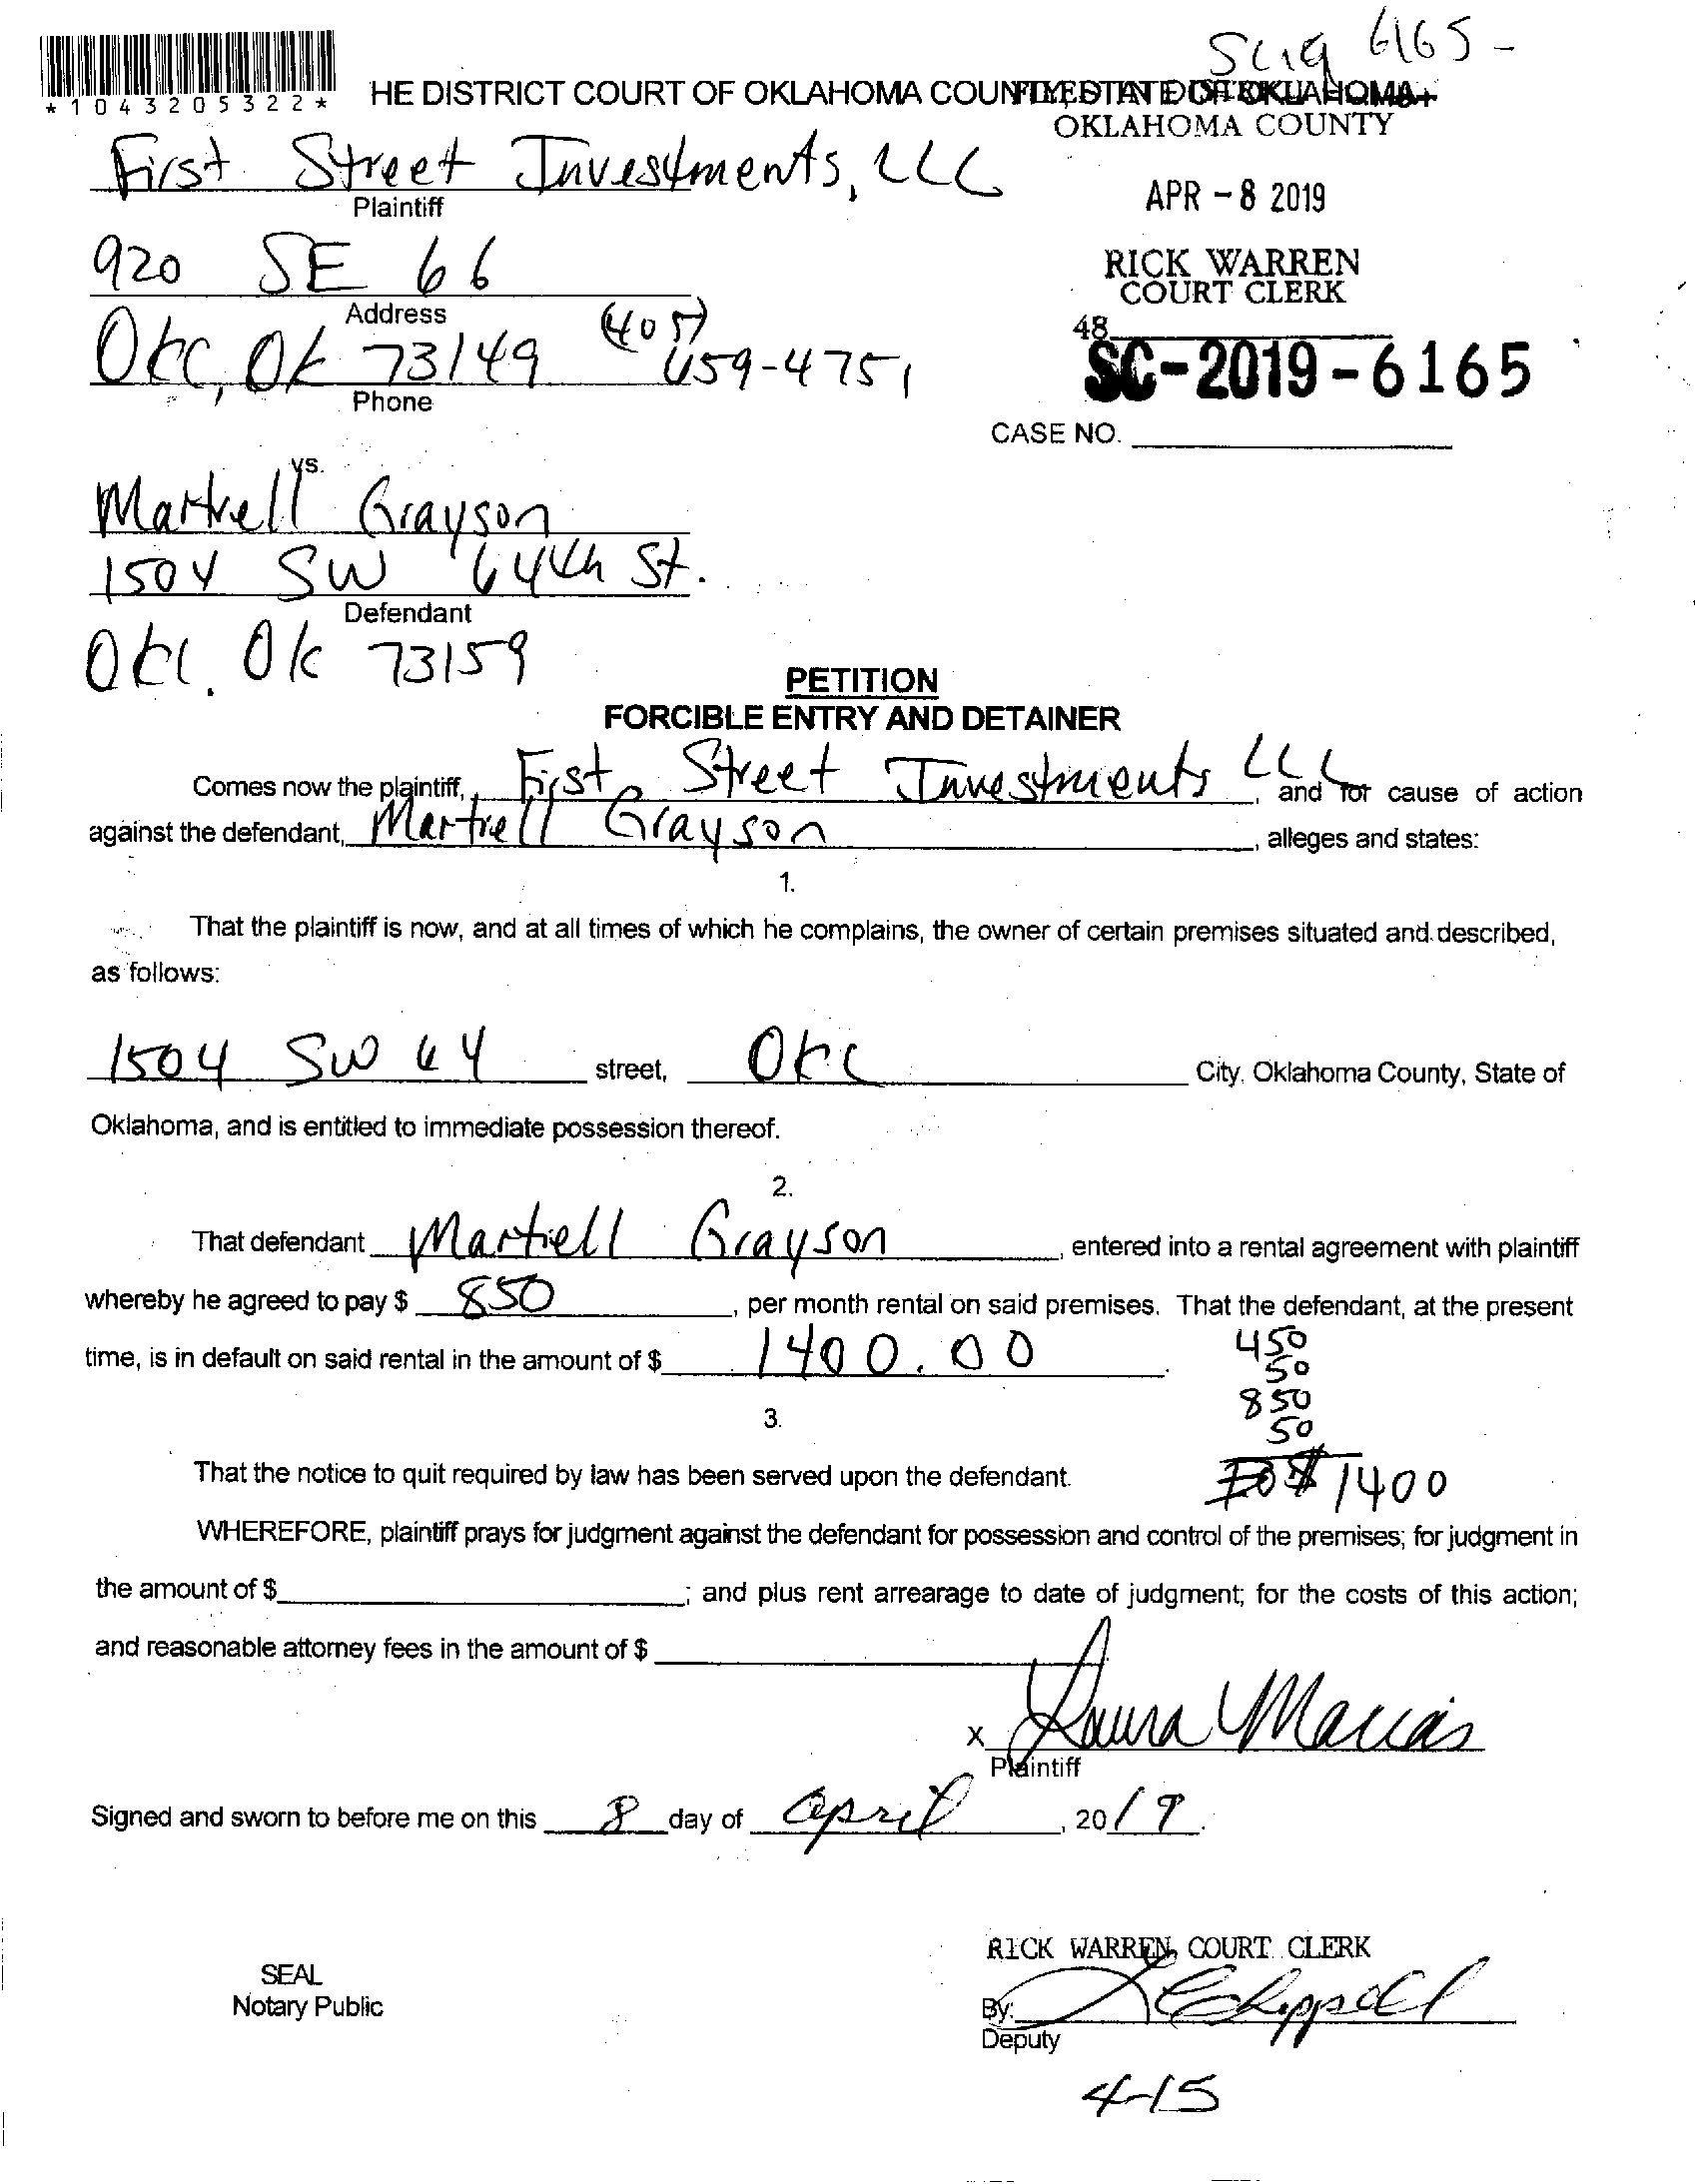 SC19 6165-
*1043205322*
HE DISTRICT COURT OF OKLAHOMA COUNTY, STATE OF OKLAHOMA
FILED IN DISTRICT COURT
OKLAHOMA COUNTY
First Street Investments, LLC
Plaintiff
APR - 8 2019
920 SE 66
Address
RICK WARREN
COURT CLERK
OKC, OK 73149 (405) 659-4751
Phone
48
SC-2019-6165
CASE NO.
vs.
Martrell Grayson
1504 SW 64th St.
Defendant
OKC. OK 73159
PETITION
FORCIBLE ENTRY AND DETAINER
Comes now the plaintiff, First Street Investments LLC, and for cause of action
against the defendant, Martrell Grayson, alleges and states:
1.
That the plaintiff is now, and at all times of which he complains, the owner of certain premises situated and described,
as follows:
1504 SW 64 street, OKC City, Oklahoma County, State of
Oklahoma, and is entitled to immediate possession thereof.
2.
That defendant Martrell Grayson, entered into a rental agreement with plaintiff
whereby he agreed to pay $ 850, per month rental on said premises. That the defendant, at the present
time, is in default on said rental in the amount of $ 1400.00.
450
50
850
50
3.
That the notice to quit required by law has been served upon the defendant.
$1400
WHEREFORE, plaintiff prays for judgment against the defendant for possession and control of the premises; for judgment in
the amount of $ ; and plus rent arrearage to date of judgment; for the costs of this action;
and reasonable attorney fees in the amount of $
x Laura Macias
Plaintiff
Signed and sworn to before me on this 8 day of April, 2019.
RICK WARREN, COURT CLERK
SEAL
Notary Public
By:
Deputy
4-15